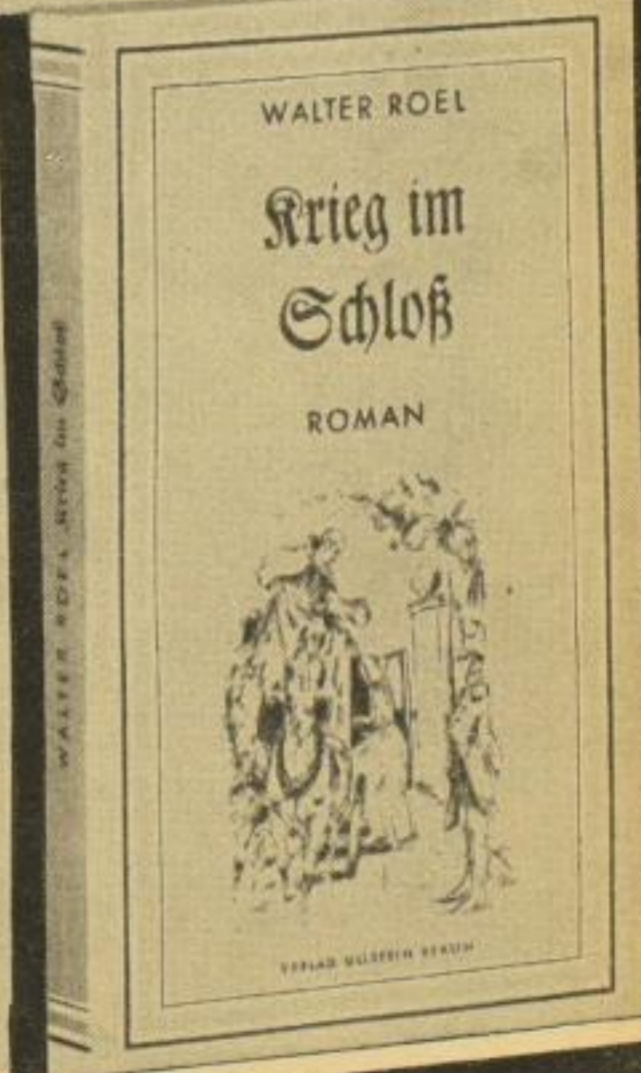 WALTER ROEL
Krieg im
Schloß
ROMAN
VERLAG ULLSTEIN BERLIN
WALTER ROEL Krieg im Schloß